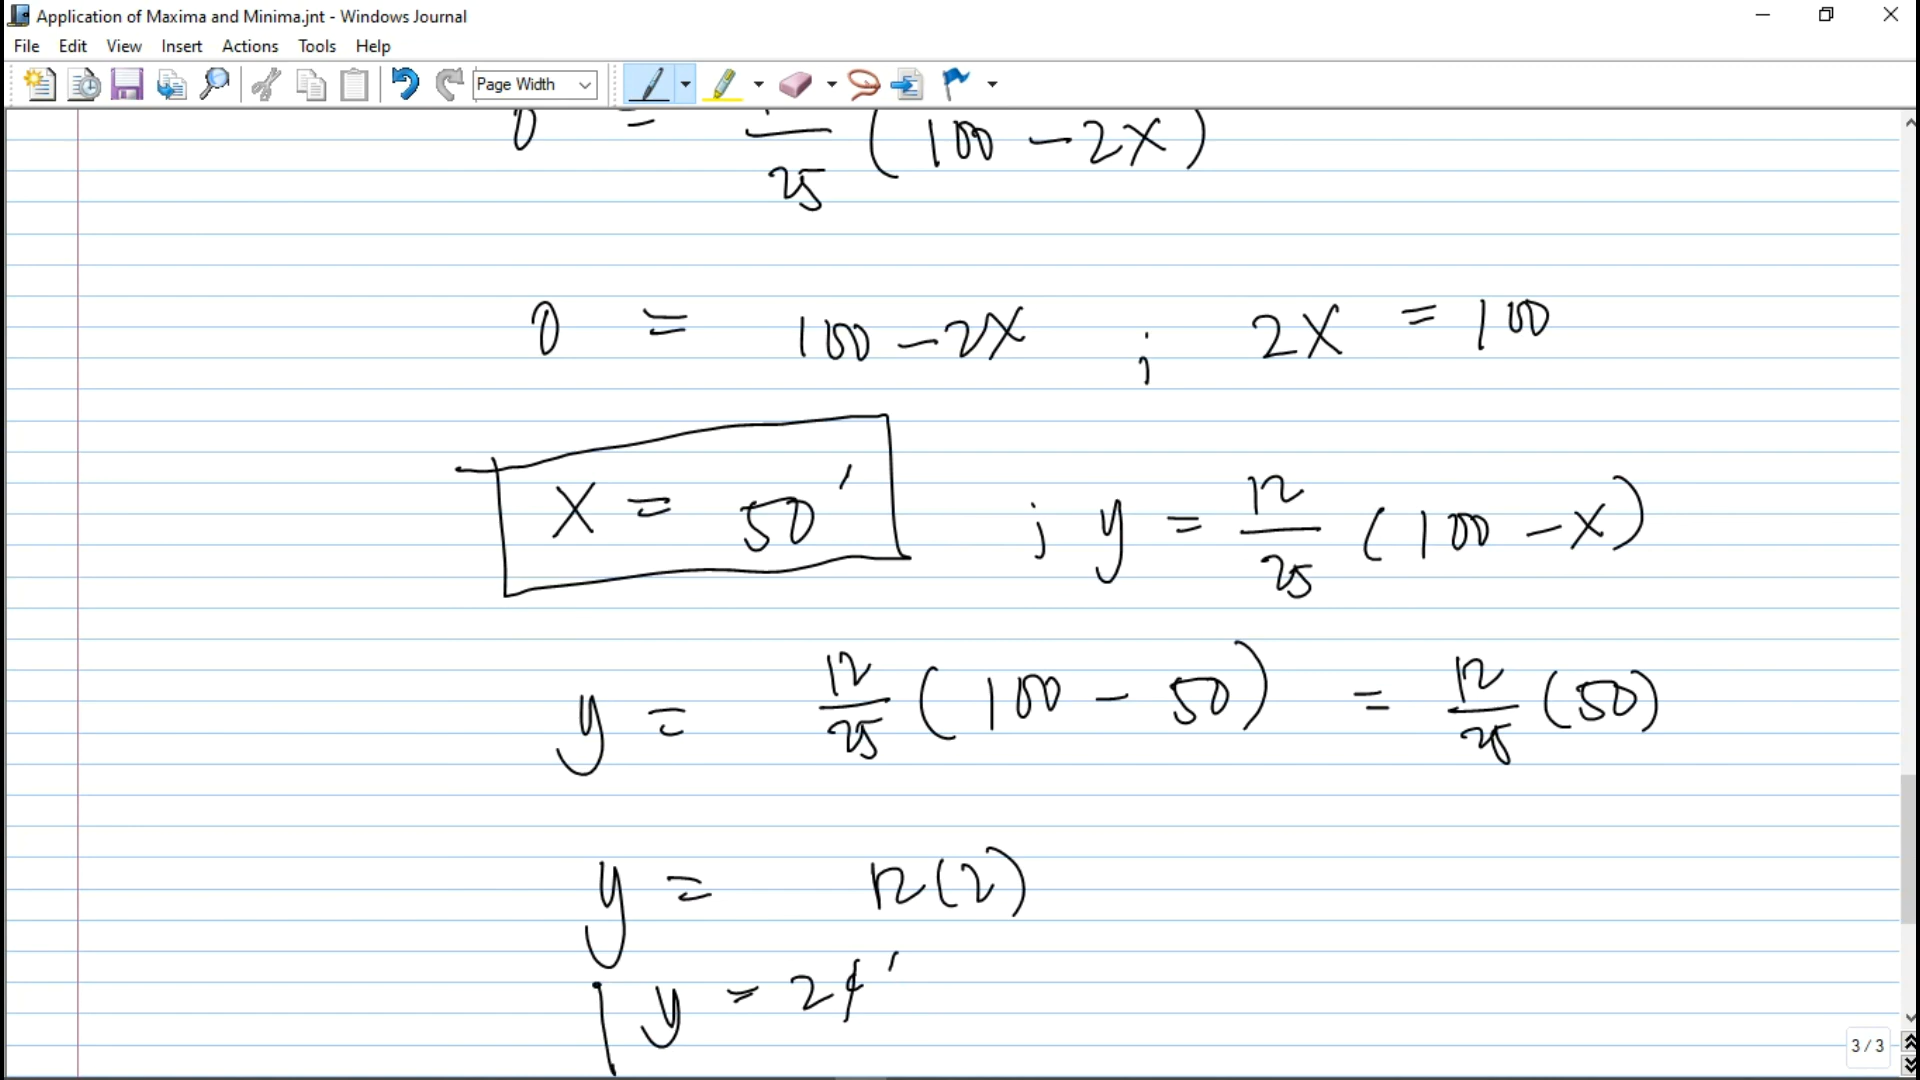 Application of Maxima and Minima.jnt - Windows Journal
File Edit View Insert Actions Tools Help
Page Width
0 = /25 (100 - 2X)
0 = 100 - 2X ; 2X = 100
X = 50' ; y = 12/25 (100 - X)
y = 12/25 (100 - 50) = 12/25 (50)
y = 12(2)
y = 24'
3 / 3